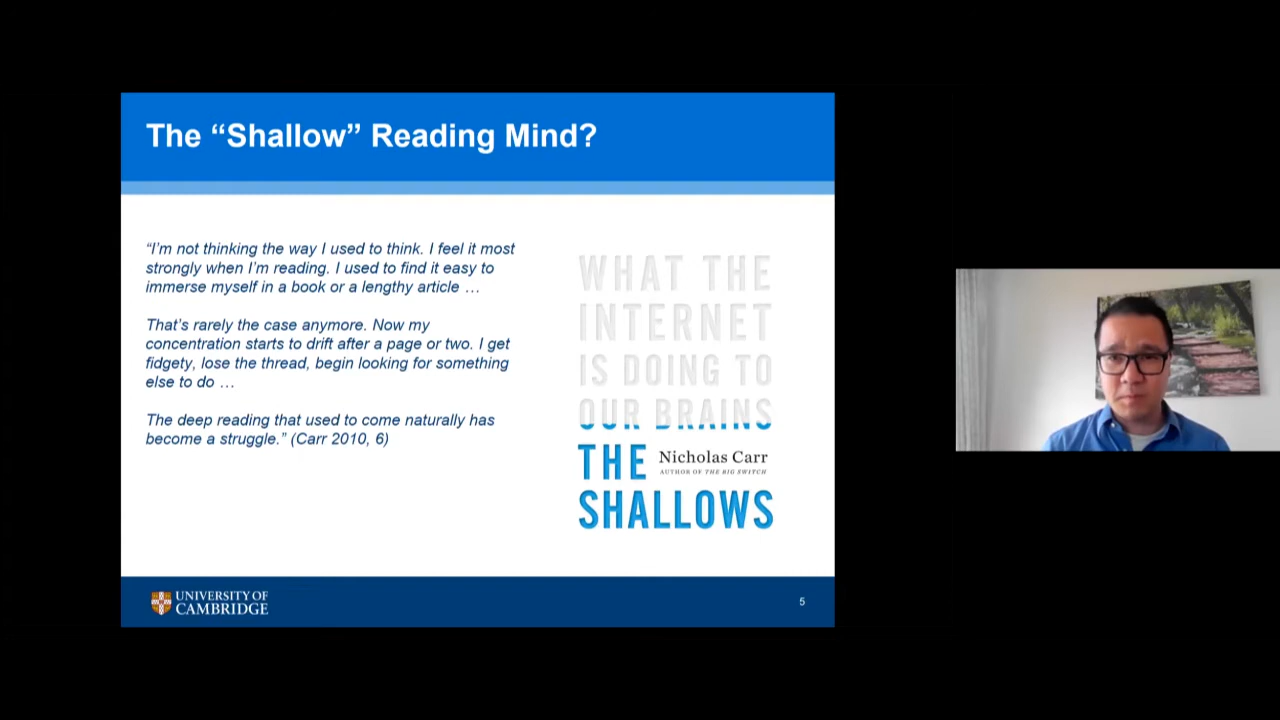 The “Shallow” Reading Mind?
“I’m not thinking the way I used to think. I feel it most
strongly when I’m reading. I used to find it easy to
immerse myself in a book or a lengthy article …
That’s rarely the case anymore. Now my
concentration starts to drift after a page or two. I get
fidgety, lose the thread, begin looking for something
else to do …
The deep reading that used to come naturally has
become a struggle.” (Carr 2010, 6)
WHAT THE
INTERNET
IS DOING TO
OUR BRAINS
THE
Nicholas Carr
AUTHOR OF THE BIG SWITCH
SHALLOWS
UNIVERSITY OF
CAMBRIDGE
5